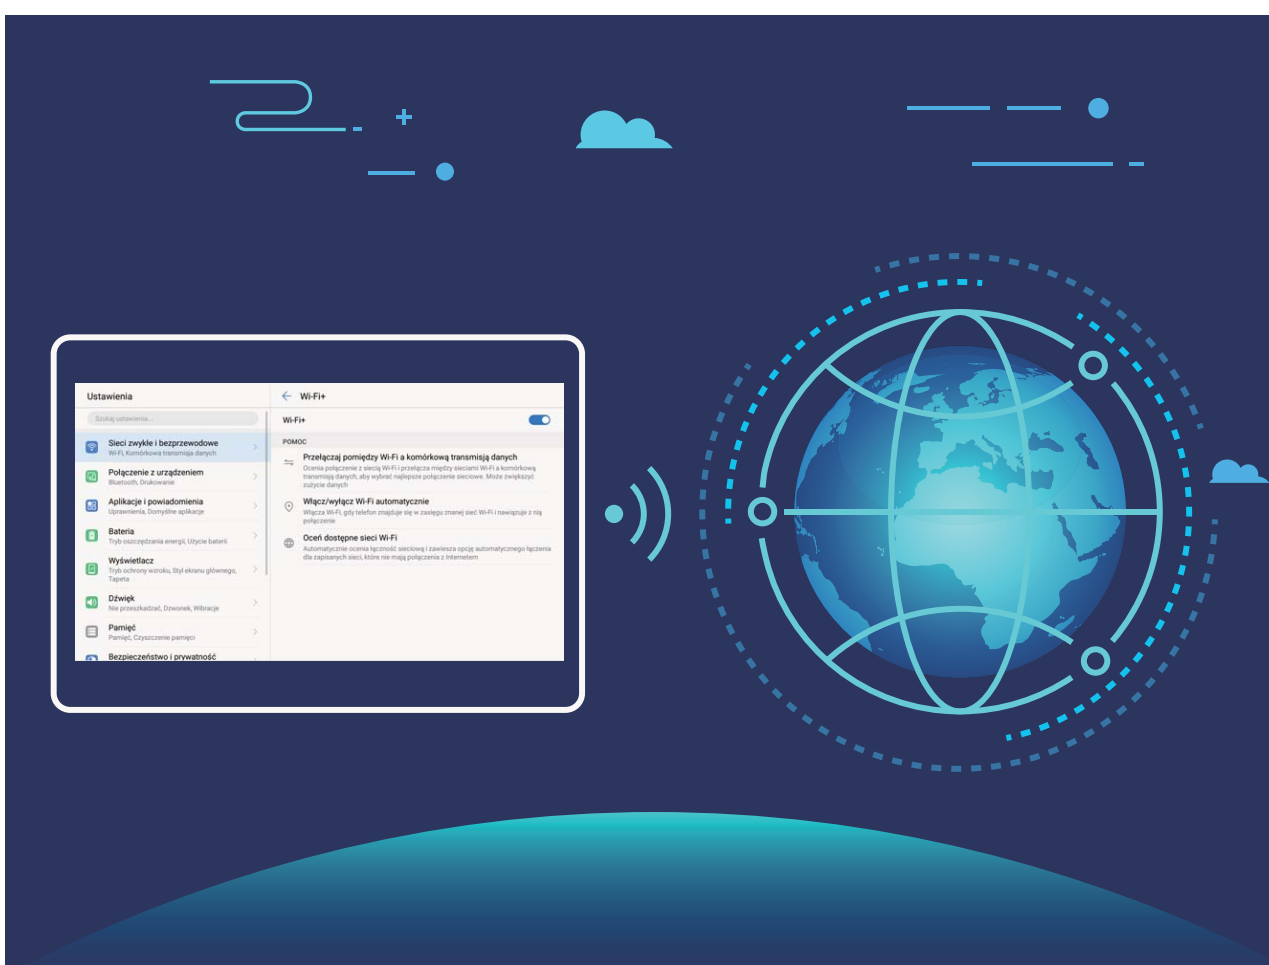 Ustawienia
Szukaj ustawienia...
Sieci zwykłe i bezprzewodowe
Wi-Fi, Komórkowa transmisja danych
Połączenie z urządzeniem
Bluetooth, Drukowanie
Aplikacje i powiadomienia
Uprawnienia, Domyślne aplikacje
Bateria
Tryb oszczędzania energii, Użycie baterii
Wyświetlacz
Tryb ochrony wzroku, Styl ekranu głównego,
Tapeta
Dźwięk
Nie przeszkadzać, Dzwonek, Wibracje
Pamięć
Pamięć, Czyszczenie pamięci
Bezpieczeństwo i prywatność
Wi-Fi+
Wi-Fi+
POMOC
Przełączaj pomiędzy Wi-Fi a komórkową transmisją danych
Ocenia połączenie z siecią Wi-Fi i przełącza między sieciami Wi-Fi a komórkową
transmisją danych, aby wybrać najlepsze połączenie sieciowe. Może zwiększyć
zużycie danych
Włącz/wyłącz Wi-Fi automatycznie
Włącza Wi-Fi, gdy telefon znajduje się w zasięgu znanej sieć Wi-Fi i nawiązuje z nią
połączenie
Oceń dostępne sieci Wi-Fi
Automatycznie ocenia łączność sieciową i zawiesza opcję automatycznego łączenia
dla zapisanych sieci, które nie mają połączenia z Internetem